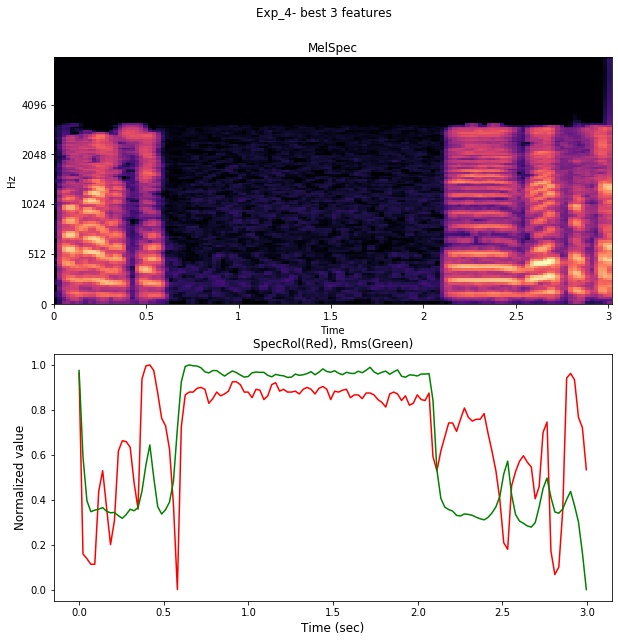 Exp_4- best 3 features
MelSpec
4096
2048
1024
512
0
Hz
0 0.5 1 1.5 2 2.5 3
Time
SpecRol(Red), Rms(Green)
1.0
0.8
0.6
0.4
0.2
0.0
Normalized value
0.0 0.5 1.0 1.5 2.0 2.5 3.0
Time (sec)